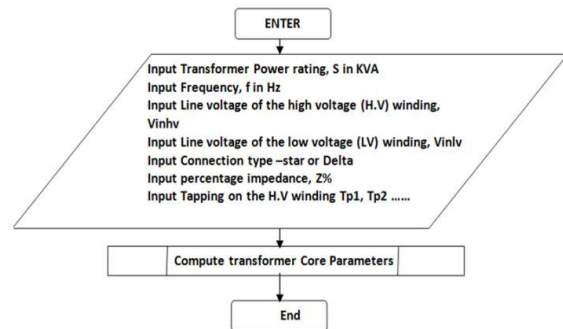 ENTER
Input Transformer Power rating, S in KVA
Input Frequency, f in Hz
Input Line voltage of the high voltage (H.V) winding,
Vinhv
Input Line voltage of the low voltage (LV) winding, Vinlv
Input Connection type –star or Delta
Input percentage impedance, Z%
Input Tapping on the H.V winding Tp1, Tp2 ......
Compute transformer Core Parameters
End